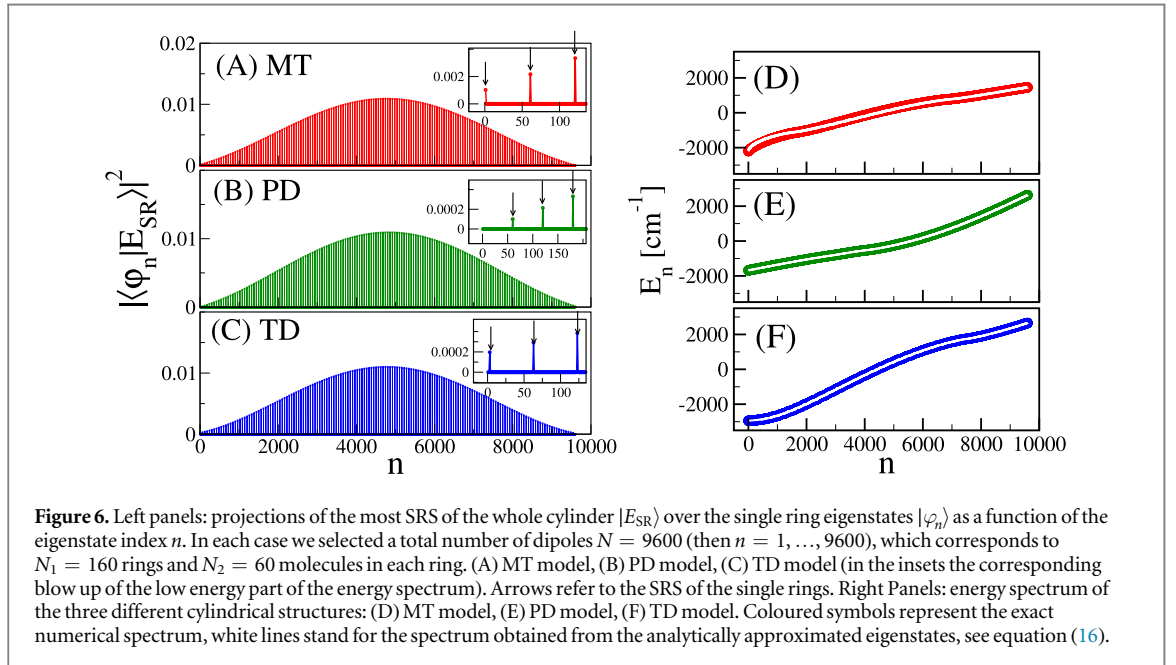 0.02
(A) MT
0.002
0
0 50 100
0.01
0
(B) PD
0.0002
0
0 50 100 150
0.01
0
(C) TD
0.0002
0
0 50 100
0.01
0
0 2000 4000 6000 8000 10000
n
|⟨φₙ|E_SR⟩|²
(D)
2000
0
-2000
(E)
2000
0
-2000
(F)
2000
0
-2000
0 2000 4000 6000 8000 10000
n
Eₙ [cm⁻¹]
Figure 6. Left panels: projections of the most SRS of the whole cylinder |E_SR⟩ over the single ring eigenstates |φₙ⟩ as a function of the
eigenstate index n. In each case we selected a total number of dipoles N = 9600 (then n = 1, …, 9600), which corresponds to
N₁ = 160 rings and N₂ = 60 molecules in each ring. (A) MT model, (B) PD model, (C) TD model (in the insets the corresponding
blow up of the low energy part of the energy spectrum). Arrows refer to the SRS of the single rings. Right Panels: energy spectrum of
the three different cylindrical structures: (D) MT model, (E) PD model, (F) TD model. Coloured symbols represent the exact
numerical spectrum, white lines stand for the spectrum obtained from the analytically approximated eigenstates, see equation (16).